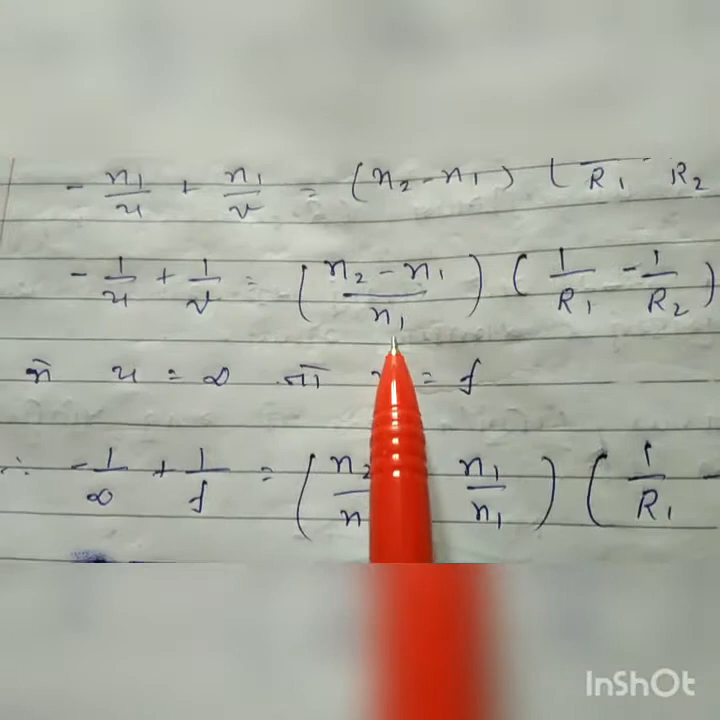 - n₁/u + n₁/v = (n₂ - n₁) ( R₁ R₂
- 1/u + 1/v = ( (n₂ - n₁)/n₁ ) ( 1/R₁ - 1/R₂ )
u = ∞ = f
∴ - 1/∞ + 1/f = ( n₂/n n₁/n₁ ) ( 1/R₁ -
InShOt